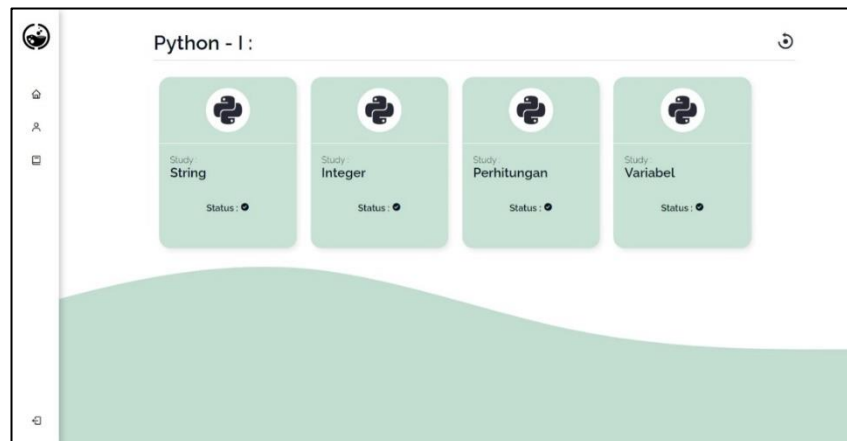 Python - I :
Study :
String
Status :
Study :
Integer
Status :
Study :
Perhitungan
Status :
Study :
Variabel
Status :